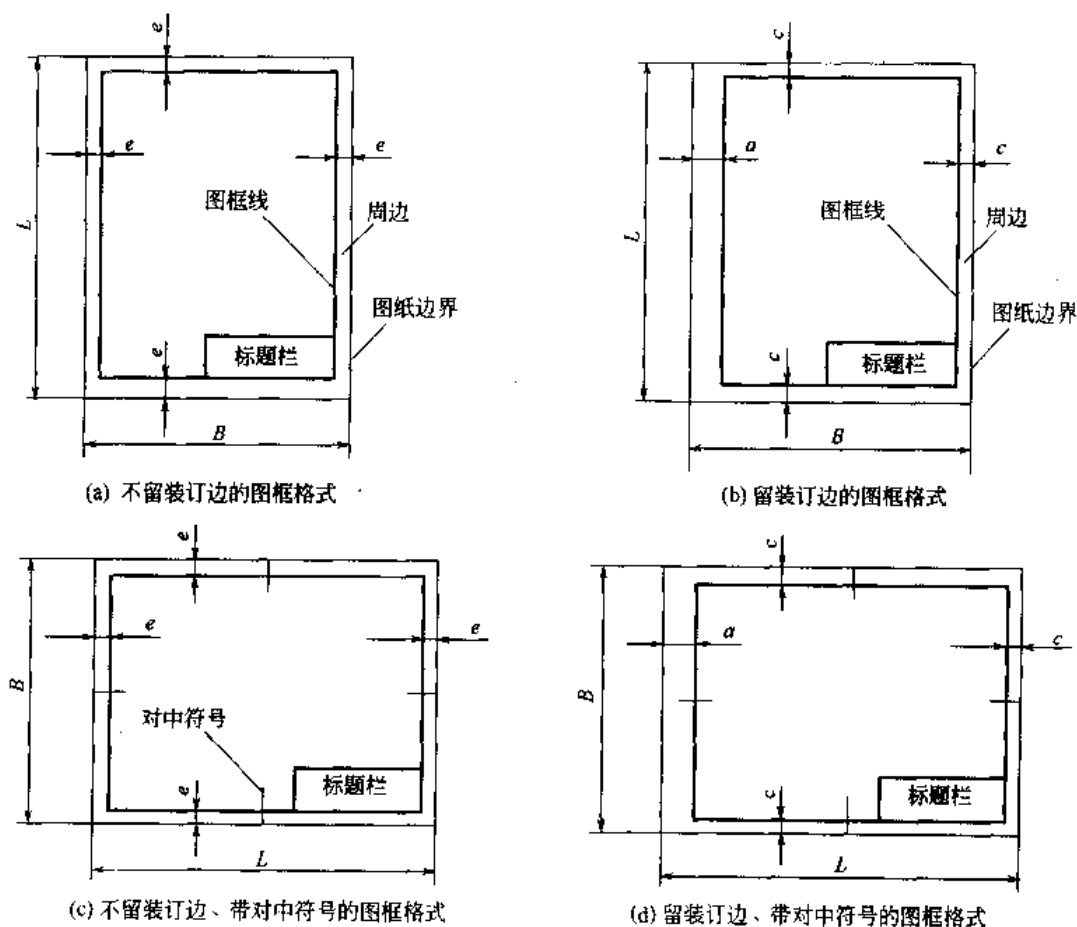 e
e
e
L
图框线
周边
图纸边界
e
标题栏
B
(a) 不留装订边的图框格式
c
a
c
L
图框线
周边
图纸边界
c
标题栏
B
(b) 留装订边的图框格式
e
e
e
B
对中符号
e
标题栏
L
(c) 不留装订边、带对中符号的图框格式
c
a
c
B
c
标题栏
L
(d) 留装订边、带对中符号的图框格式